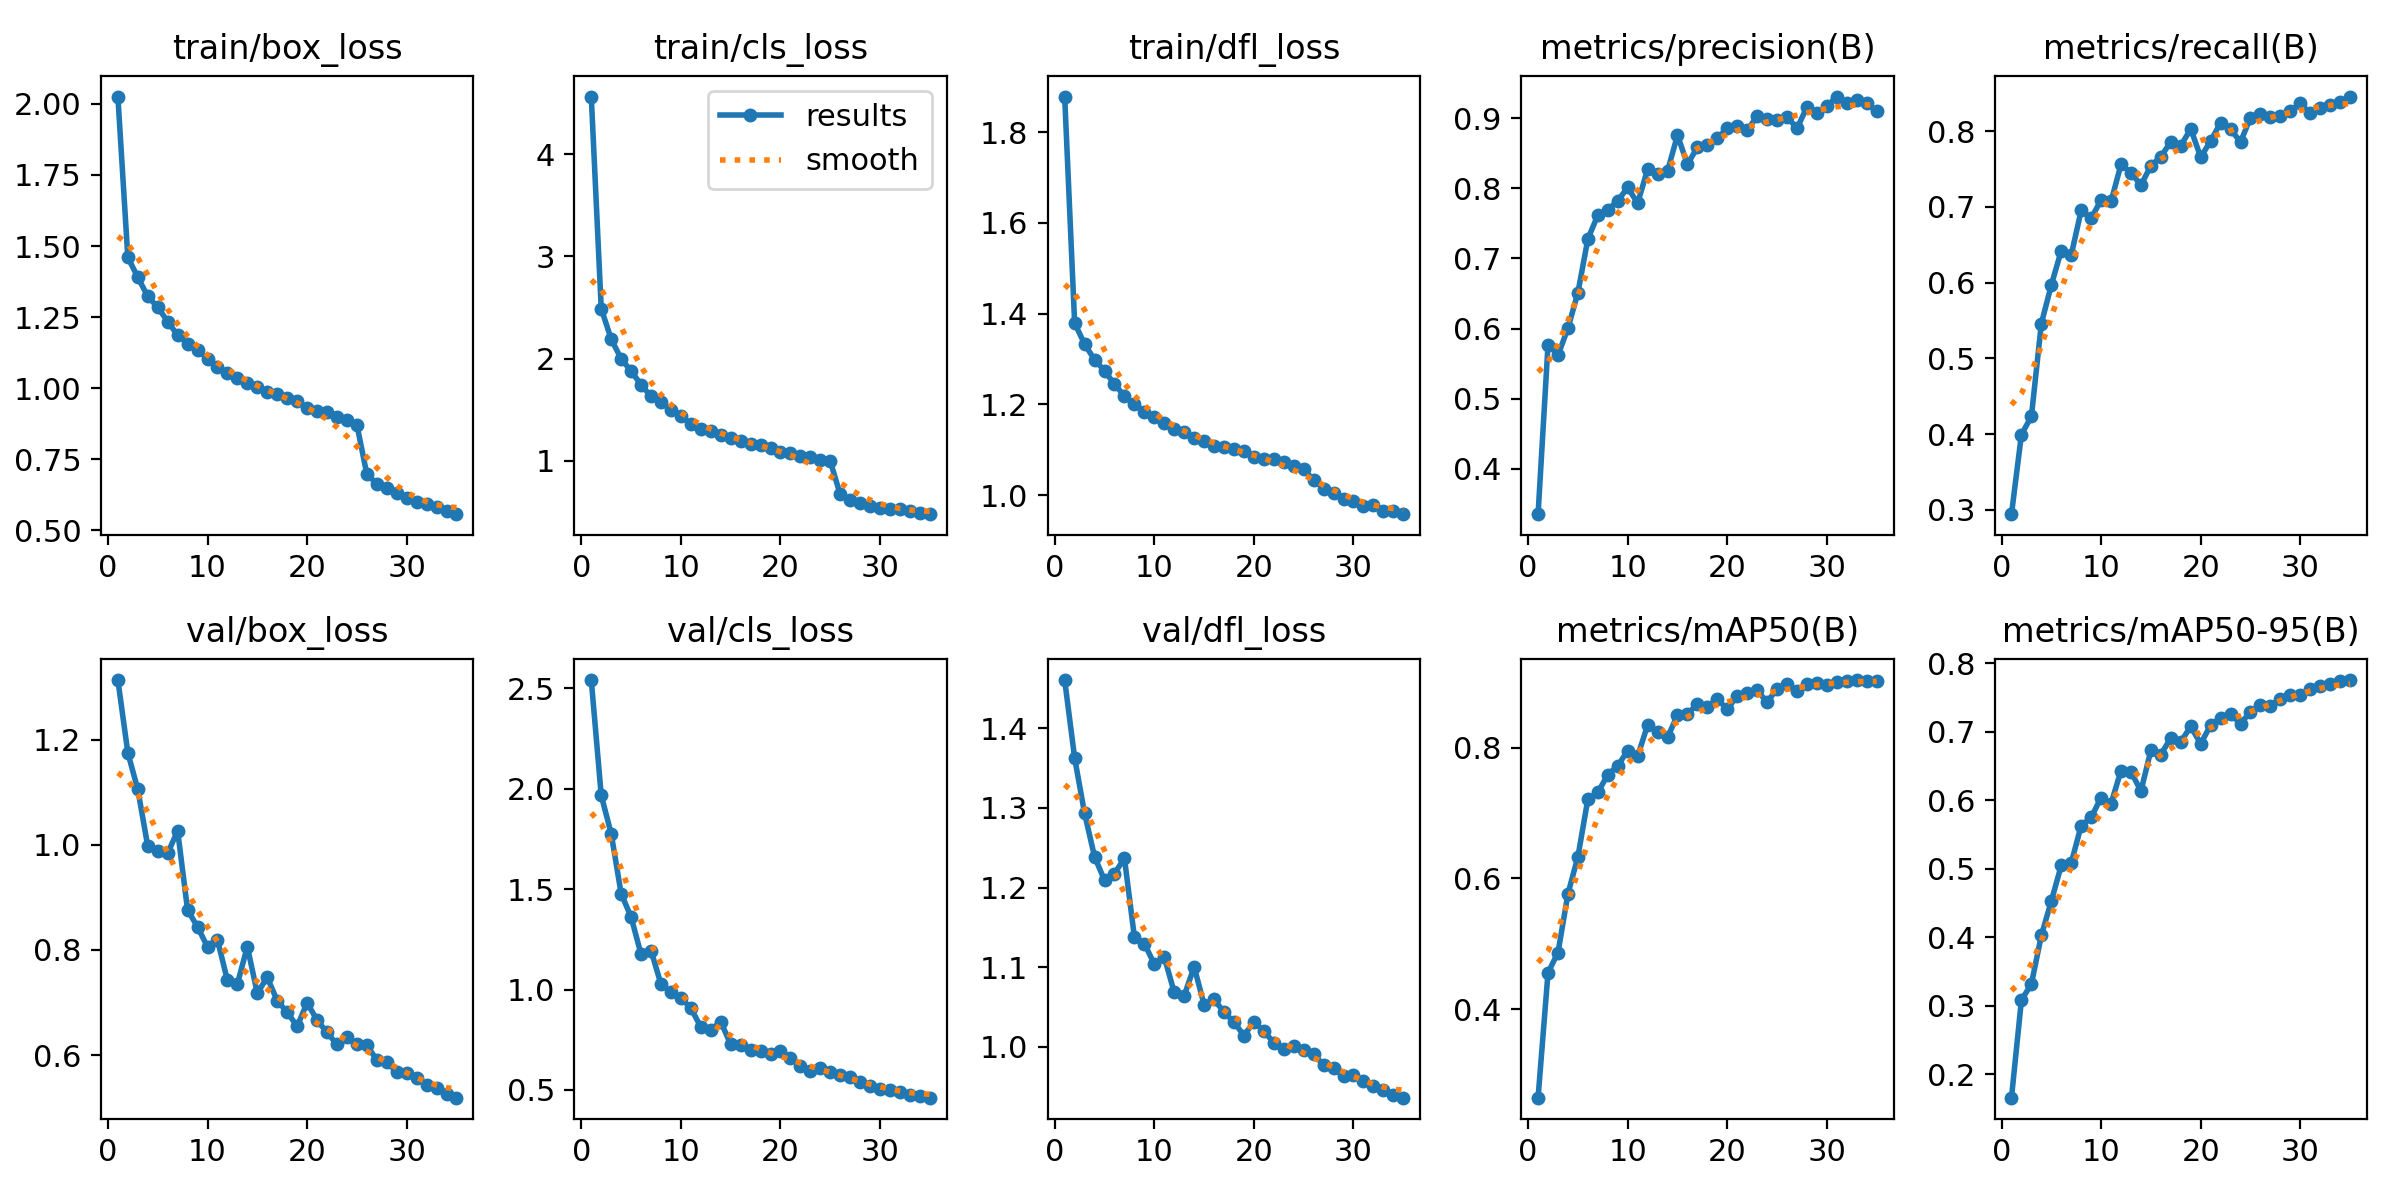 train/box_loss
train/cls_loss
train/dfl_loss
metrics/precision(B)
metrics/recall(B)
2.00
1.75
1.50
1.25
1.00
0.75
0.50
0 10 20 30
results
smooth
4
3
2
1
0 10 20 30
1.8
1.6
1.4
1.2
1.0
0 10 20 30
0.9
0.8
0.7
0.6
0.5
0.4
0 10 20 30
0.8
0.7
0.6
0.5
0.4
0.3
0 10 20 30
val/box_loss
val/cls_loss
val/dfl_loss
metrics/mAP50(B)
metrics/mAP50-95(B)
1.2
1.0
0.8
0.6
0 10 20 30
2.5
2.0
1.5
1.0
0.5
0 10 20 30
1.4
1.3
1.2
1.1
1.0
0 10 20 30
0.8
0.6
0.4
0 10 20 30
0.8
0.7
0.6
0.5
0.4
0.3
0.2
0 10 20 30